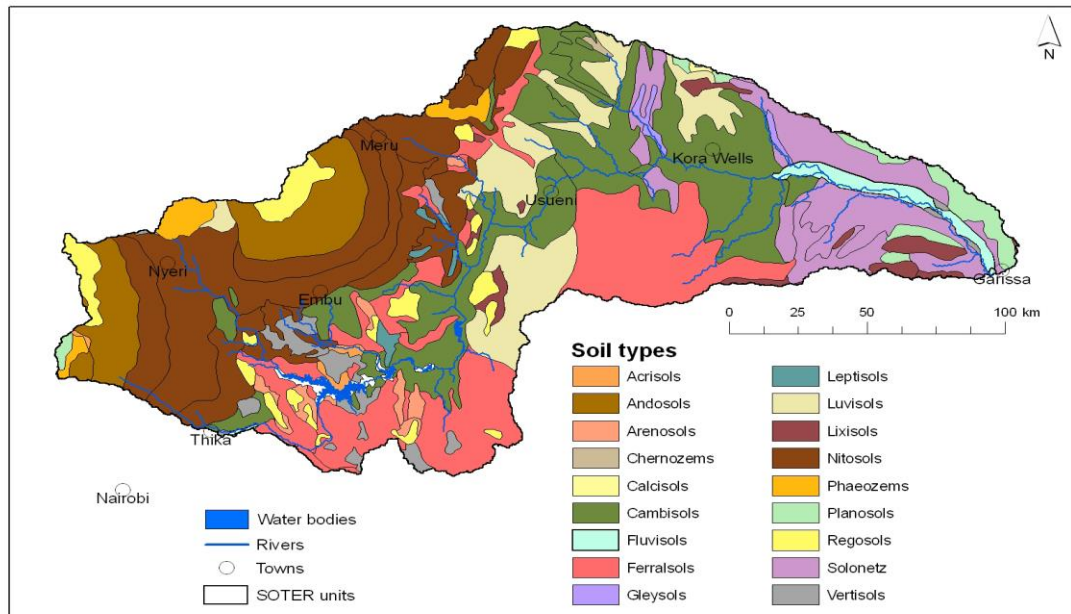 N
Meru
Kora Wells
Usueni
Nyeri
Garissa
Embu
0 25 50 100 km
Thika
Nairobi
Soil types
Acrisols
Andosols
Arenosols
Chernozems
Calcisols
Cambisols
Fluvisols
Ferralsols
Gleysols
Leptisols
Luvisols
Lixisols
Nitosols
Phaeozems
Planosols
Regosols
Solonetz
Vertisols
Water bodies
Rivers
Towns
SOTER units